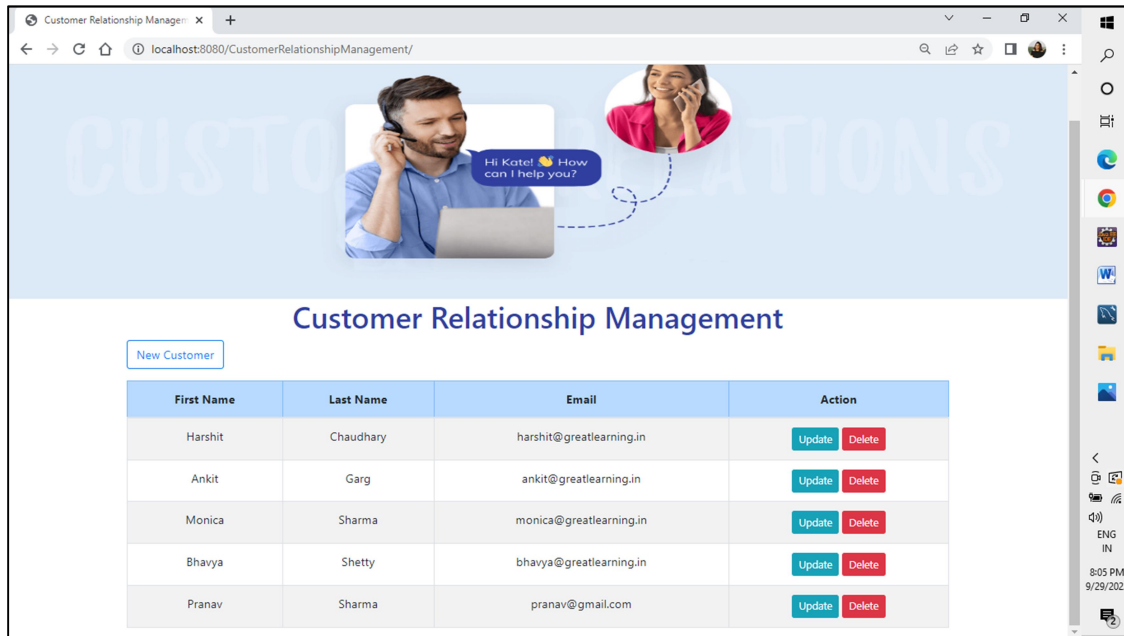 Customer Relationship Managem
localhost:8080/CustomerRelationshipManagement/
CUSTO R LATIONS
Hi Kate! 👋 How
can I help you?
Customer Relationship Management
New Customer
First Name Last Name Email Action
Harshit Chaudhary harshit@greatlearning.in Update Delete
Ankit Garg ankit@greatlearning.in Update Delete
Monica Sharma monica@greatlearning.in Update Delete
Bhavya Shetty bhavya@greatlearning.in Update Delete
Pranav Sharma pranav@gmail.com Update Delete
W
ENG
IN
8:05 PM
9/29/202
2